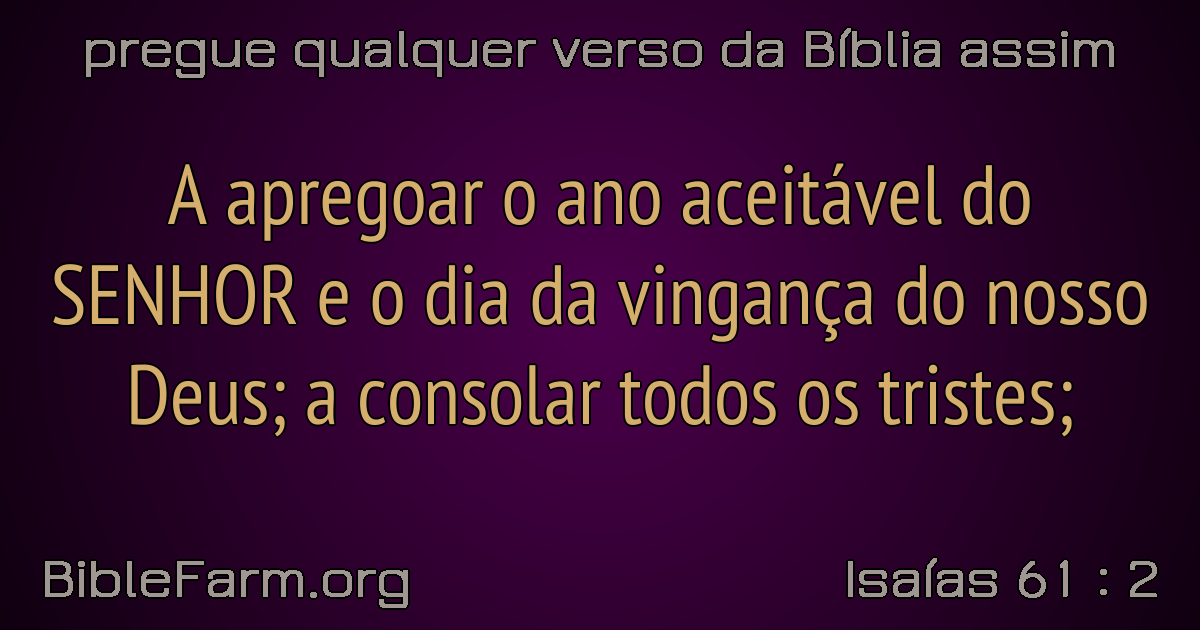 pregue qualquer verso da Bíblia assim
A apregoar o ano aceitável do
SENHOR e o dia da vingança do nosso
Deus; a consolar todos os tristes;
BibleFarm.org
Isaías 61 : 2